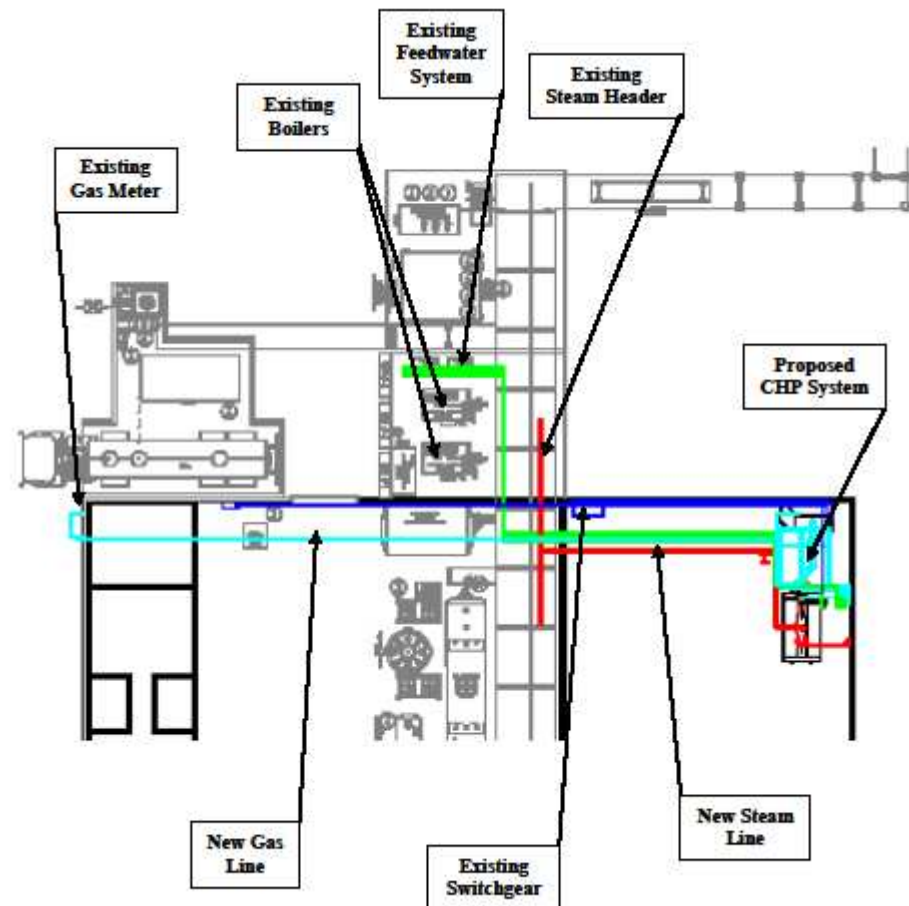 Existing
Feedwater
System
Existing
Steam Header
Existing
Boilers
Existing
Gas Meter
Proposed
CHP System
New Gas
Line
Existing
Switchgear
New Steam
Line